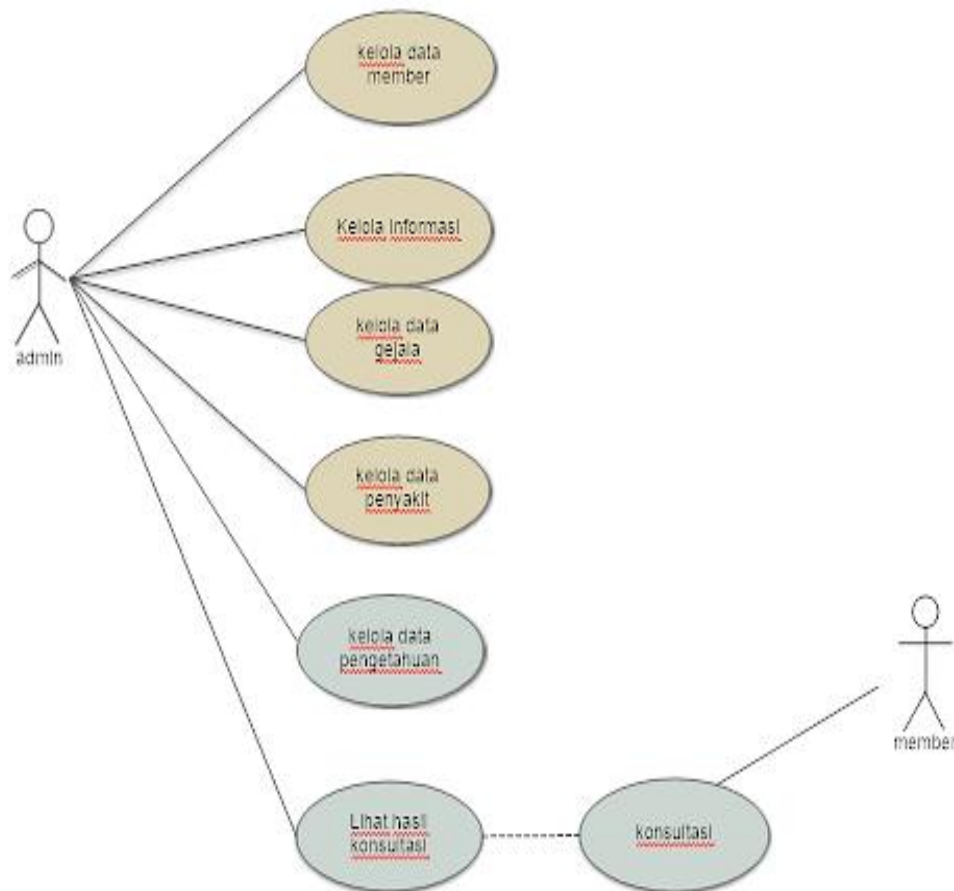 kelola data
member
Kelola informasi
kelola data
gejala
admin
kelola data
penyakit
kelola data
pengetahuan
member
Lihat hasil
konsultasi
konsultasi